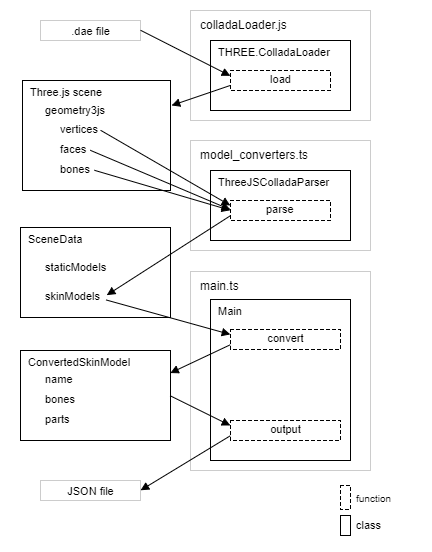 .dae file
colladaLoader.js
THREE.ColladaLoader
load
Three.js scene
geometry3js
vertices
faces
bones
model_converters.ts
ThreeJSColladaParser
parse
SceneData
staticModels
skinModels
main.ts
Main
convert
ConvertedSkinModel
name
bones
parts
output
JSON file
function
class